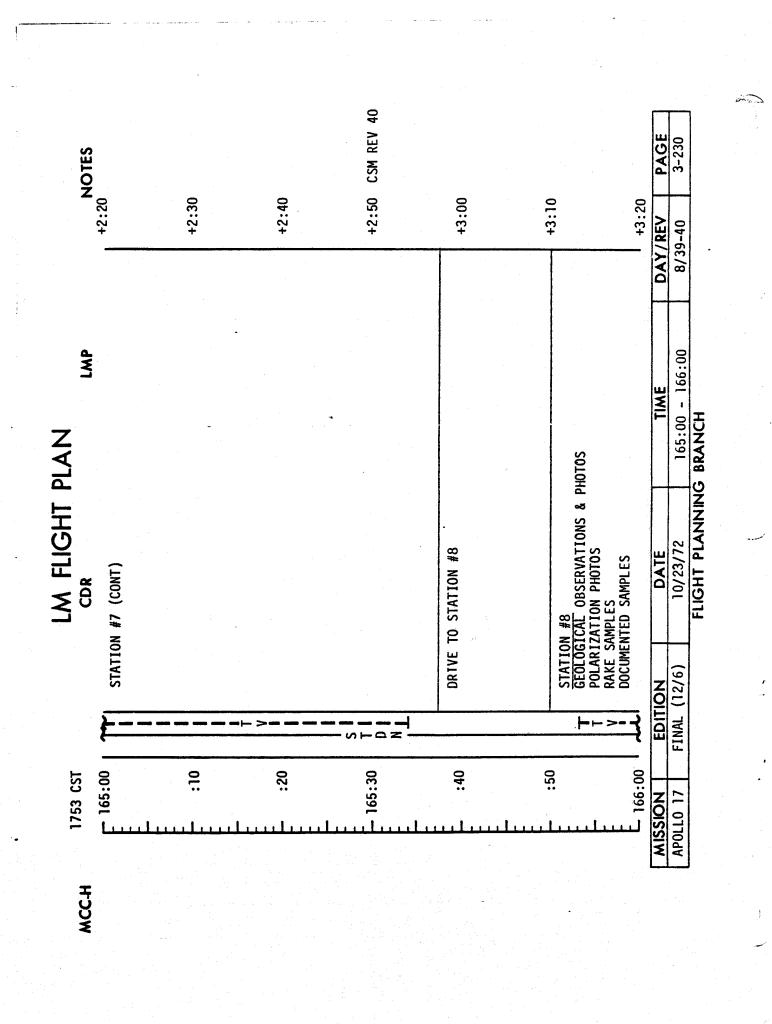 LM FLIGHT PLAN
MCC-H
1753 CST
CDR
LMP
NOTES
165:00
STATION #7 (CONT)
+2:20
:10
+2:30
T V
:20
+2:40
S T D N
165:30
+2:50 CSM REV 40
:40
DRIVE TO STATION #8
+3:00
:50
+3:10
STATION #8
GEOLOGICAL OBSERVATIONS & PHOTOS
POLARIZATION PHOTOS
RAKE SAMPLES
DOCUMENTED SAMPLES
T V
166:00
+3:20
MISSION EDITION DATE TIME DAY/REV PAGE
APOLLO 17 FINAL (12/6) 10/23/72 165:00 - 166:00 8/39-40 3-230
FLIGHT PLANNING BRANCH